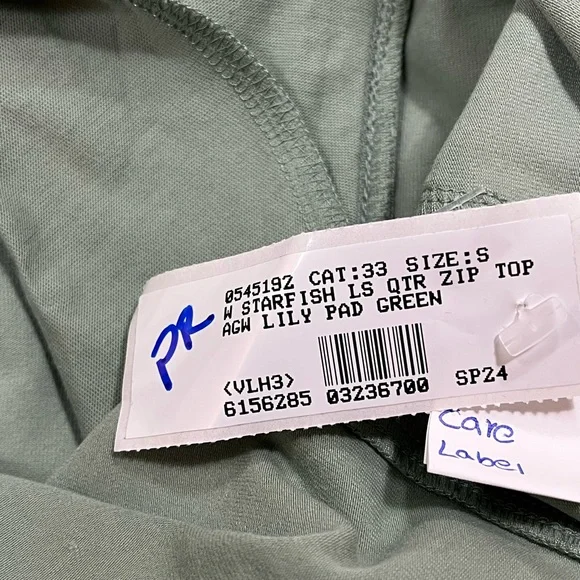 PR
054519Z CAT:33 SIZE:S
W STARFISH LS QTR ZIP TOP
AGW LILY PAD GREEN
<VLH3>
6156285 03236700 SP24
Care
Label